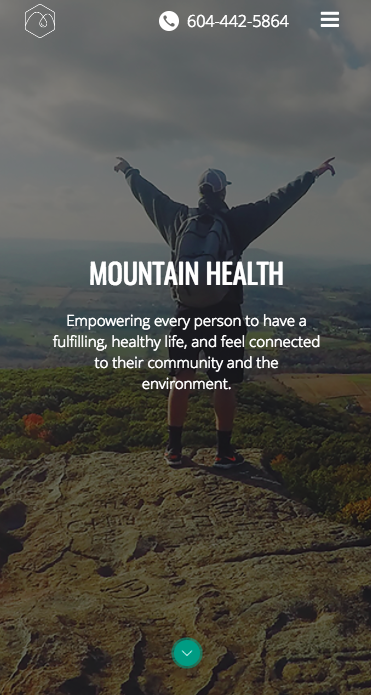 604-442-5864
MOUNTAIN HEALTH
Empowering every person to have a
fulfilling, healthy life, and feel connected
to their community and the
environment.